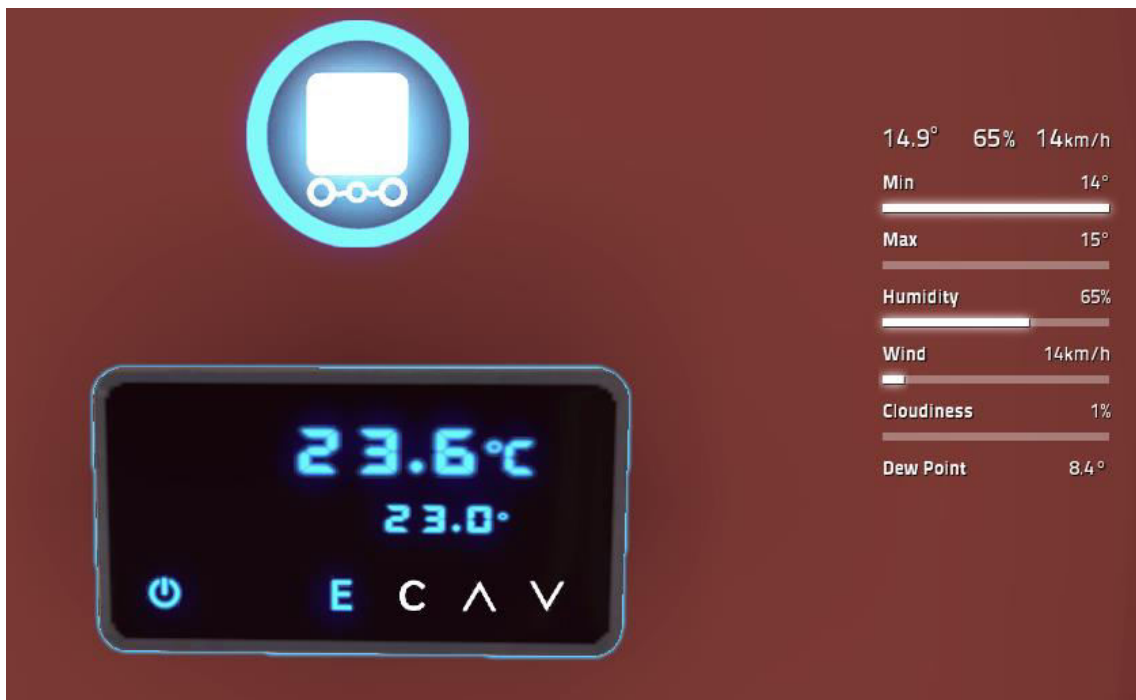 14.9° 65% 14km/h
Min 14°
Max 15°
Humidity 65%
Wind 14km/h
Cloudiness 1%
Dew Point 8.4°
23.6°C
23.0°
E C